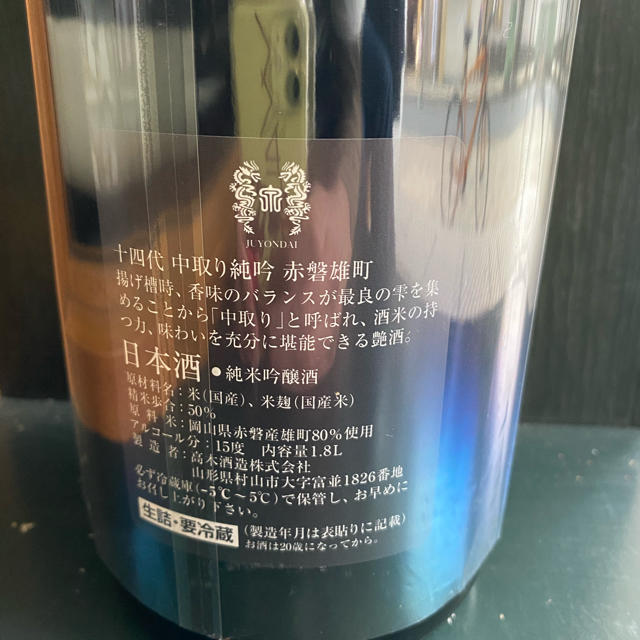 JUYONDAI
十四代 中取り純吟 赤磐雄町
揚げ槽時、香味のバランスが最良の雫を集
めることから「中取り」と呼ばれ、酒米の持
つ力、味わいを充分に堪能できる艶酒。
日本酒 ●純米吟醸酒
原材料名：米(国産)、米麹(国産米)
精米歩合：50%
原料米：岡山県赤磐産雄町80%使用
アルコール分：15度 内容量1.8L
製造者：高木酒造株式会社
山形県村山市大字富並1826番地
必ず冷蔵庫(-5℃〜5℃)で保管し、お早めに
お召し上がり下さい。
生詰・要冷蔵 (製造年月は表貼りに記載)
お酒は20歳になってから。